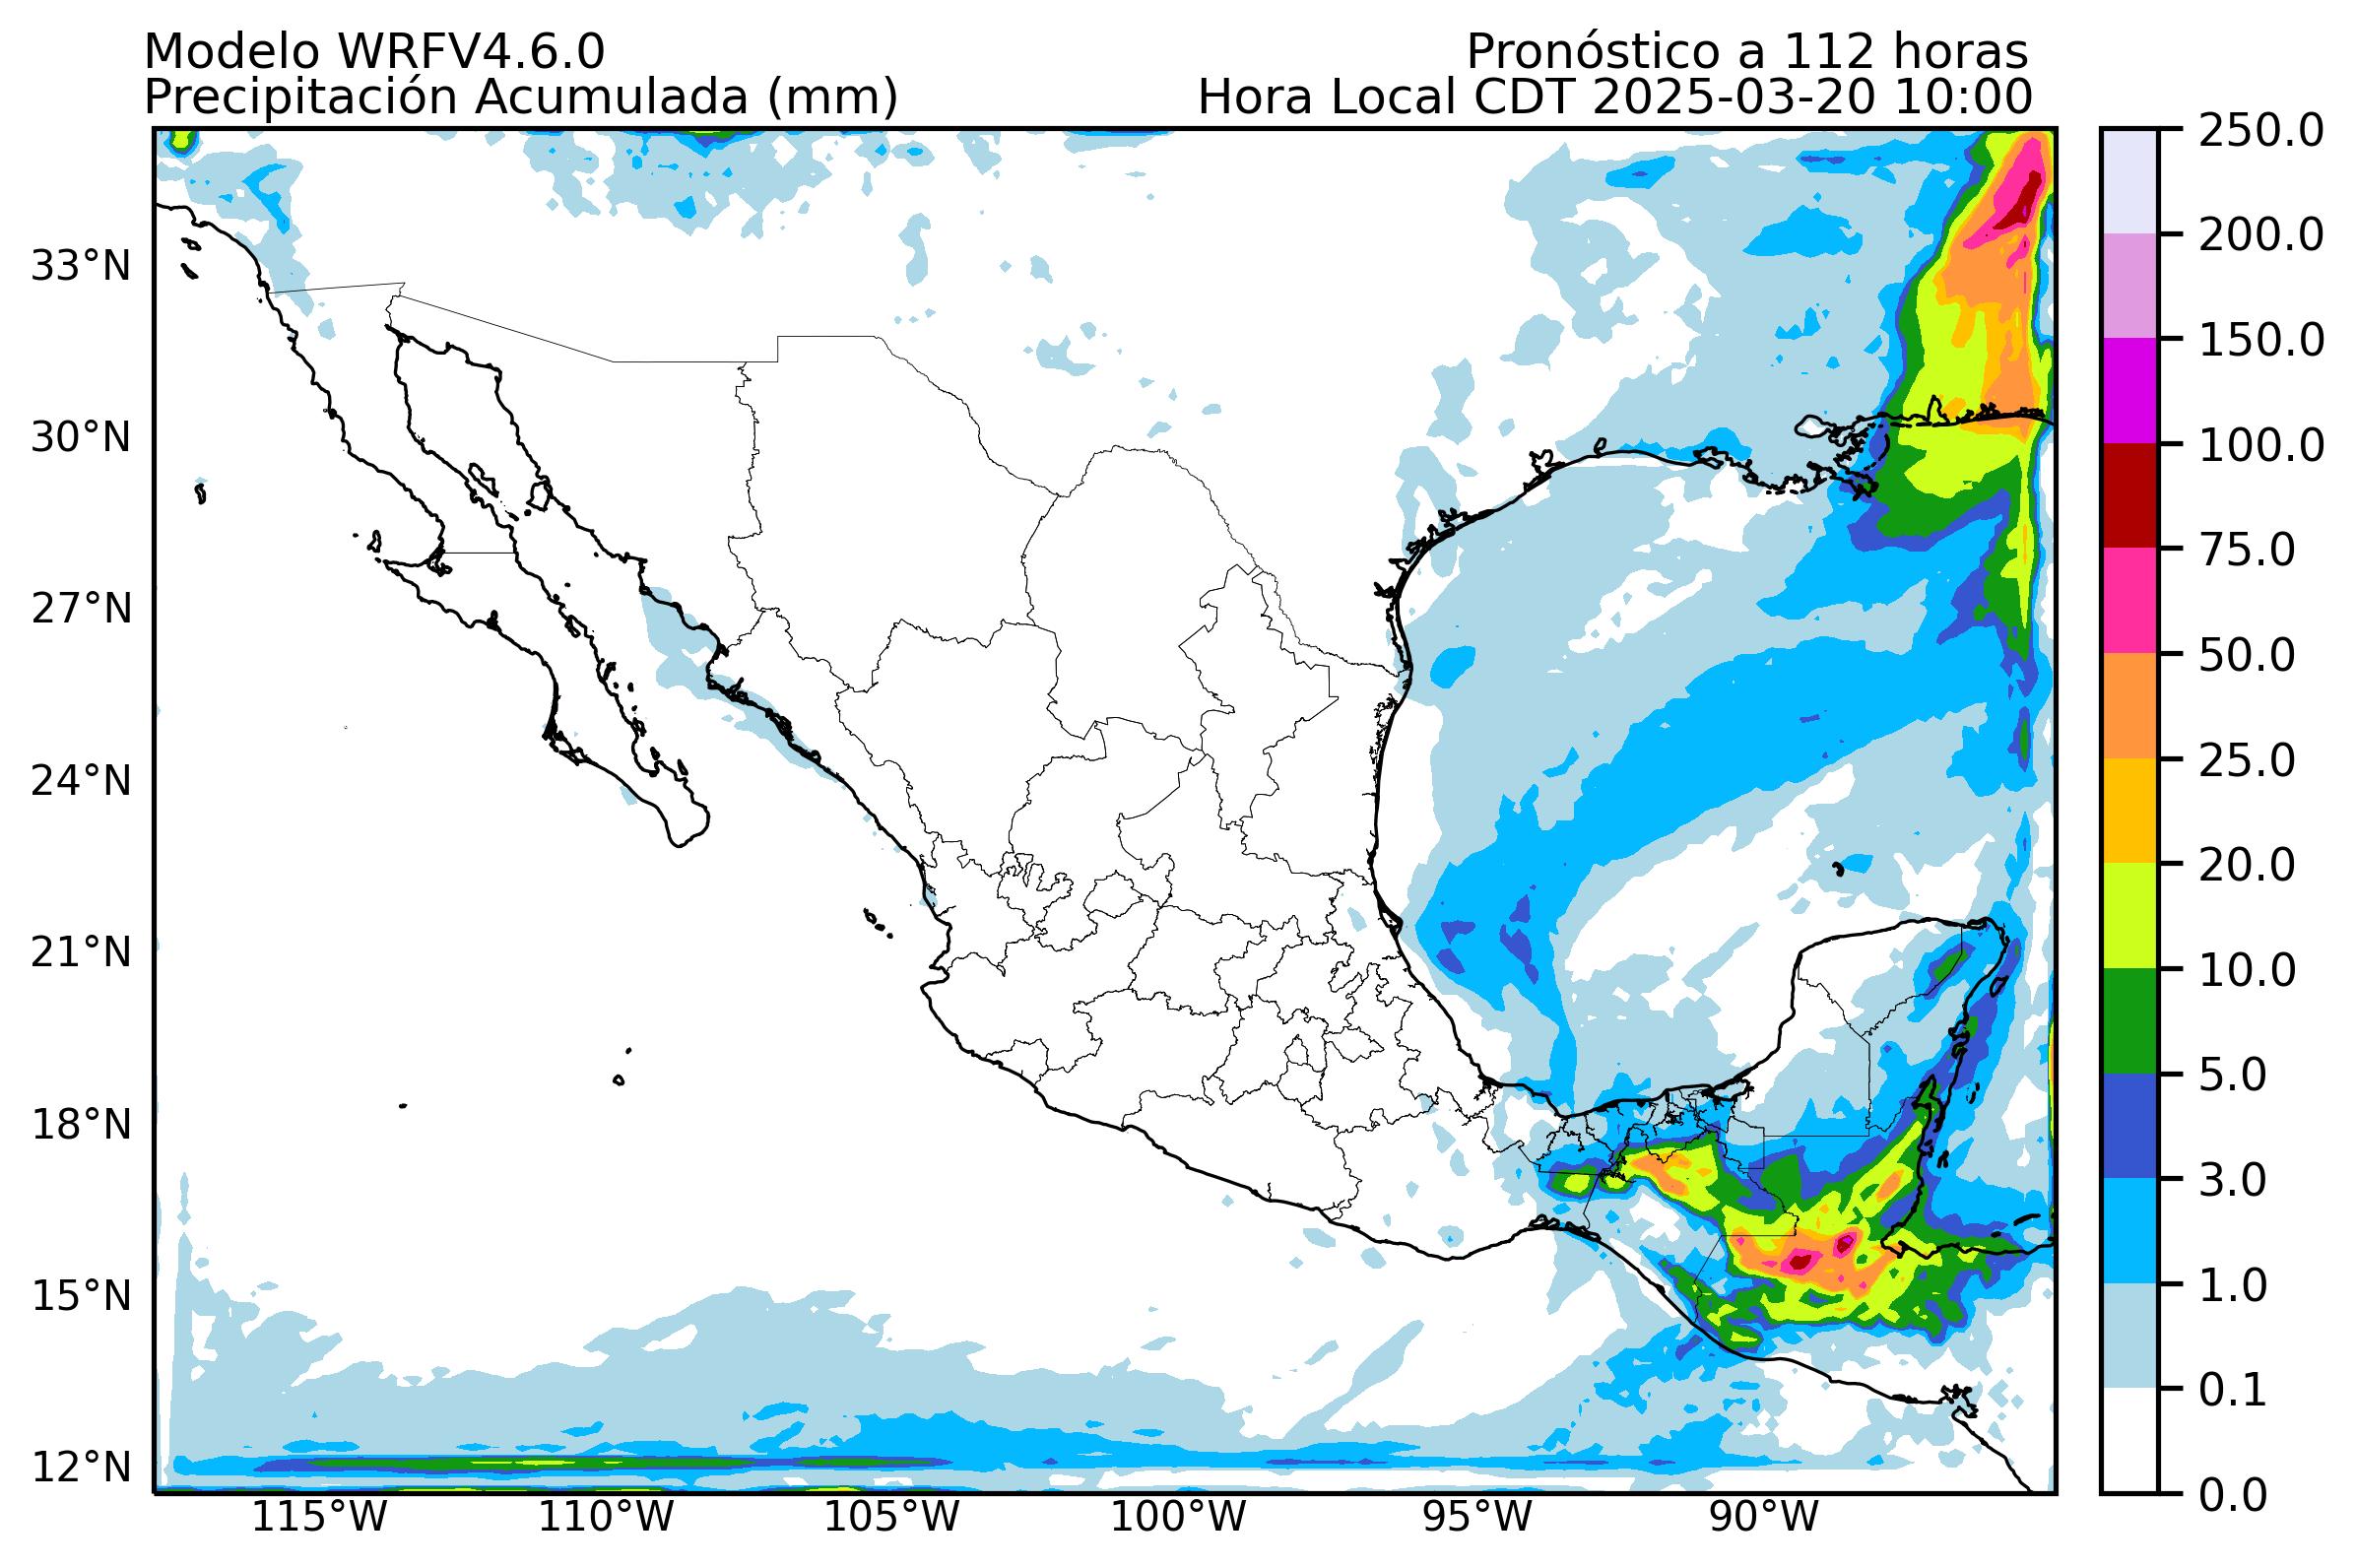 Modelo WRFV4.6.0
Pronóstico a 112 horas
Precipitación Acumulada (mm)
Hora Local CDT 2025-03-20 10:00
33°N
30°N
27°N
24°N
21°N
18°N
15°N
12°N
115°W
110°W
105°W
100°W
95°W
90°W
250.0
200.0
150.0
100.0
75.0
50.0
25.0
20.0
10.0
5.0
3.0
1.0
0.1
0.0